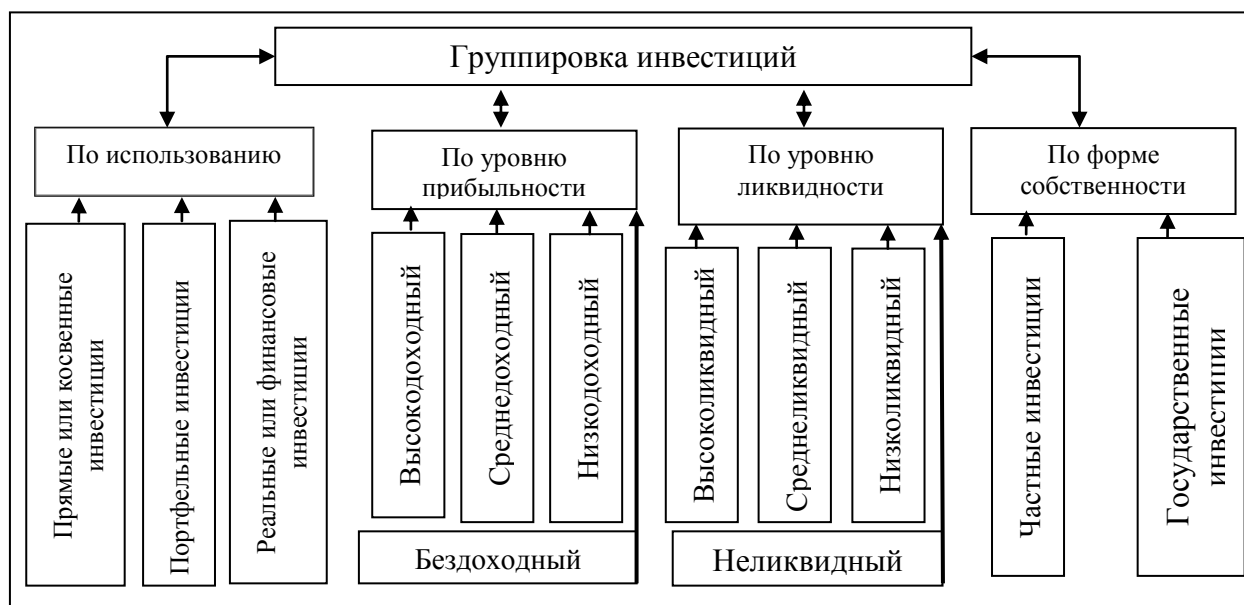 Группировка инвестиций
По использованию
По уровню
прибыльности
По уровню
ликвидности
По форме
собственности
Прямые или косвенные
инвестиции
Портфельные инвестиции
Реальные или финансовые
инвестиции
Высокодоходный
Среднедоходный
Низкодоходный
Бездоходный
Высоколиквидный
Среднеликвидный
Низколиквидный
Неликвидный
Частные инвестиции
Государственные
инвестипии